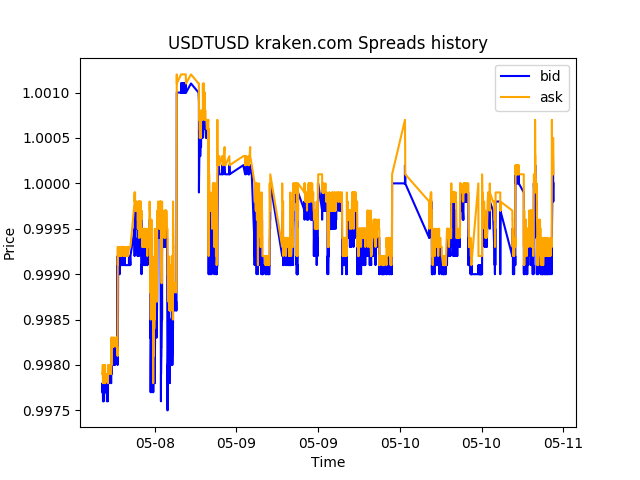 USDTUSD kraken.com Spreads history
bid
ask
Price
1.0010
1.0005
1.0000
0.9995
0.9990
0.9985
0.9980
0.9975
05-08 05-09 05-09 05-10 05-10 05-11
Time